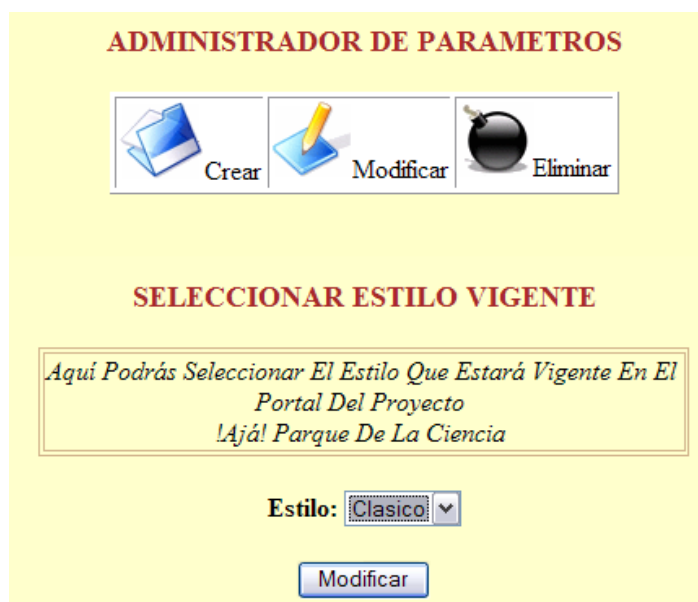 ADMINISTRADOR DE PARAMETROS
Crear Modificar Eliminar
SELECCIONAR ESTILO VIGENTE
Aquí Podrás Seleccionar El Estilo Que Estará Vigente En El
Portal Del Proyecto
!Ajá! Parque De La Ciencia
Estilo: Clasico
Modificar